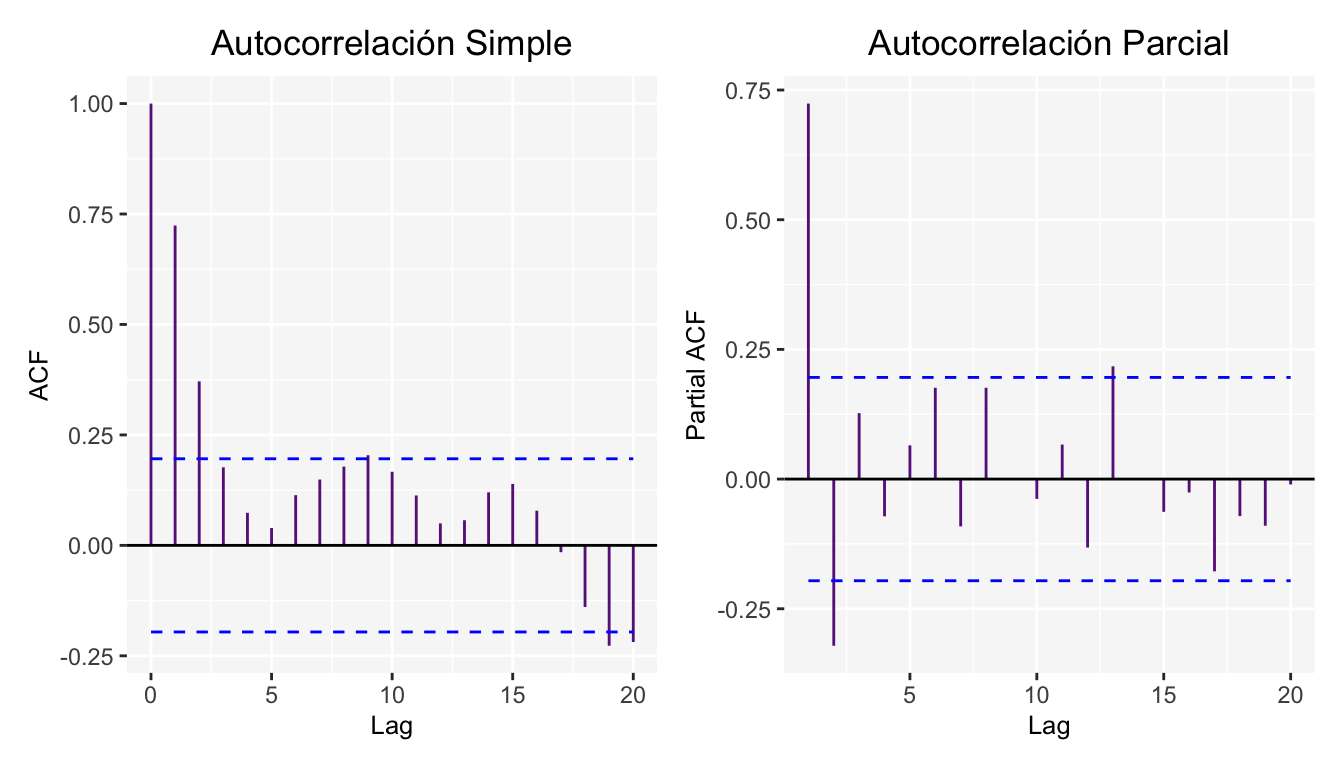 Autocorrelación Simple
ACF
1.00
0.75
0.50
0.25
0.00
-0.25
0 5 10 15 20
Lag
Autocorrelación Parcial
Partial ACF
0.75
0.50
0.25
0.00
-0.25
5 10 15 20
Lag